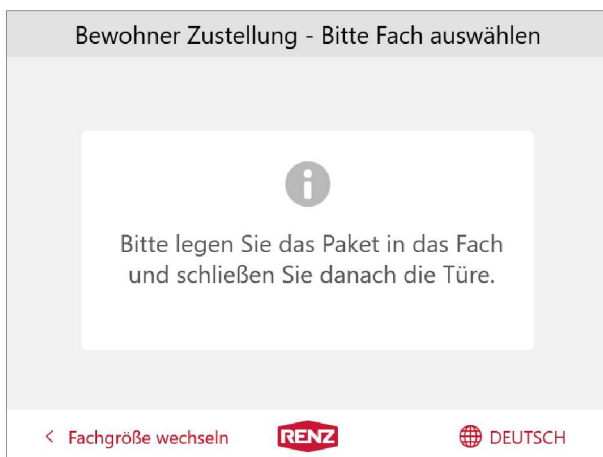 Bewohner Zustellung - Bitte Fach auswählen
Bitte legen Sie das Paket in das Fach
und schließen Sie danach die Türe.
< Fachgröße wechseln
RENZ
DEUTSCH